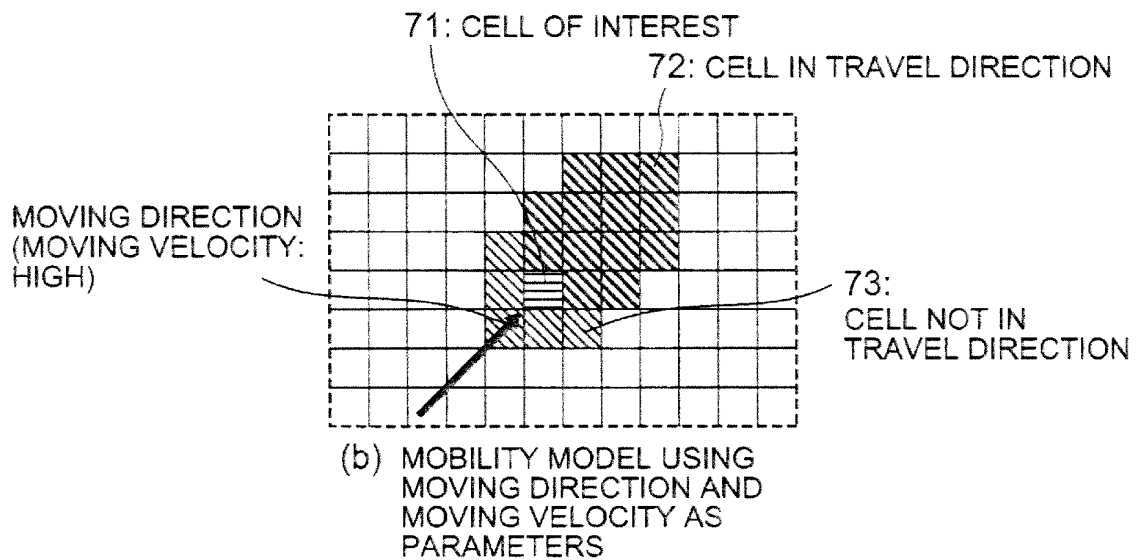 71: CELL OF INTEREST
72: CELL IN TRAVEL DIRECTION
MOVING DIRECTION
(MOVING VELOCITY:
HIGH)
73:
CELL NOT IN
TRAVEL DIRECTION
(b) MOBILITY MODEL USING
MOVING DIRECTION AND
MOVING VELOCITY AS
PARAMETERS